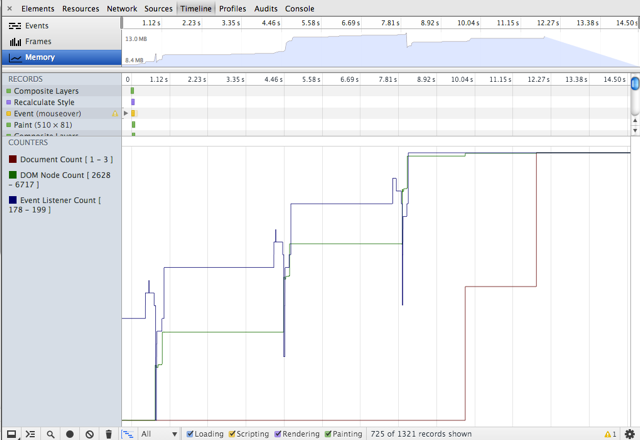 × Elements Resources Network Sources Timeline Profiles Audits Console
Events
Frames
Memory
1.12 s 2.23 s 3.35 s 4.46 s 5.58 s 6.69 s 7.81 s 8.92 s 10.04 s 11.15 s 12.27 s 13.38 s 14.50 s
13.0 MB
8.4 MB
RECORDS
0 1.12 s 2.23 s 3.35 s 4.46 s 5.58 s 6.69 s 7.81 s 8.92 s 10.04 s 11.15 s 12.27 s 13.38 s 14.50 s
Composite Layers
Recalculate Style
Event (mouseover)
Paint (510 × 81)
Composite Layers
COUNTERS
Document Count [ 1 – 3 ]
DOM Node Count [ 2628
– 6717 ]
Event Listener Count [
178 – 199 ]
All Loading Scripting Rendering Painting 725 of 1321 records shown 1